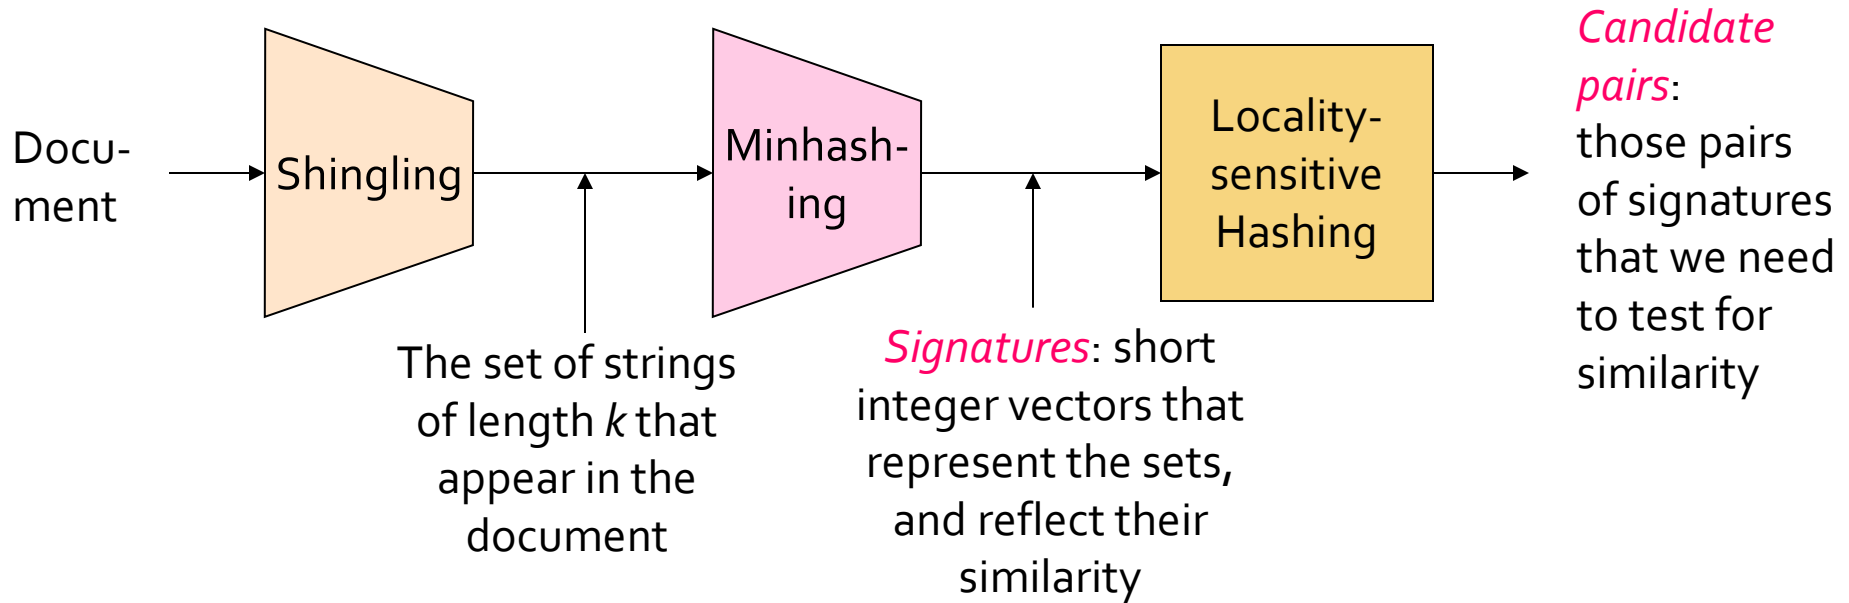 Docu-
ment
Shingling
The set of strings
of length k that
appear in the
document
Minhash-
ing
Signatures: short
integer vectors that
represent the sets,
and reflect their
similarity
Locality-
sensitive
Hashing
Candidate
pairs:
those pairs
of signatures
that we need
to test for
similarity